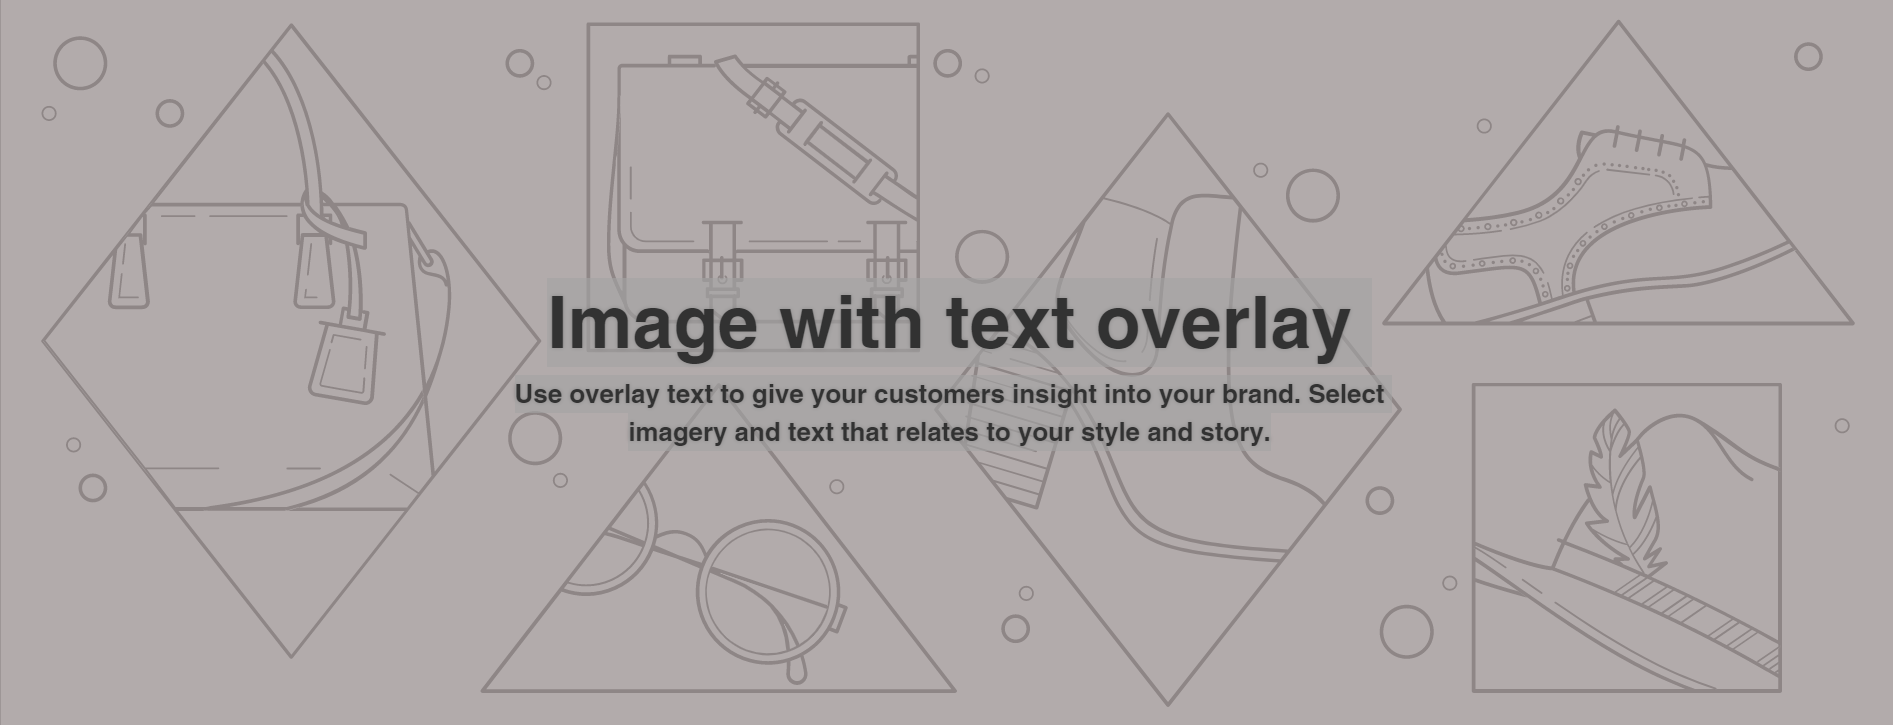 Image with text overlay
Use overlay text to give your customers insight into your brand. Select
imagery and text that relates to your style and story.